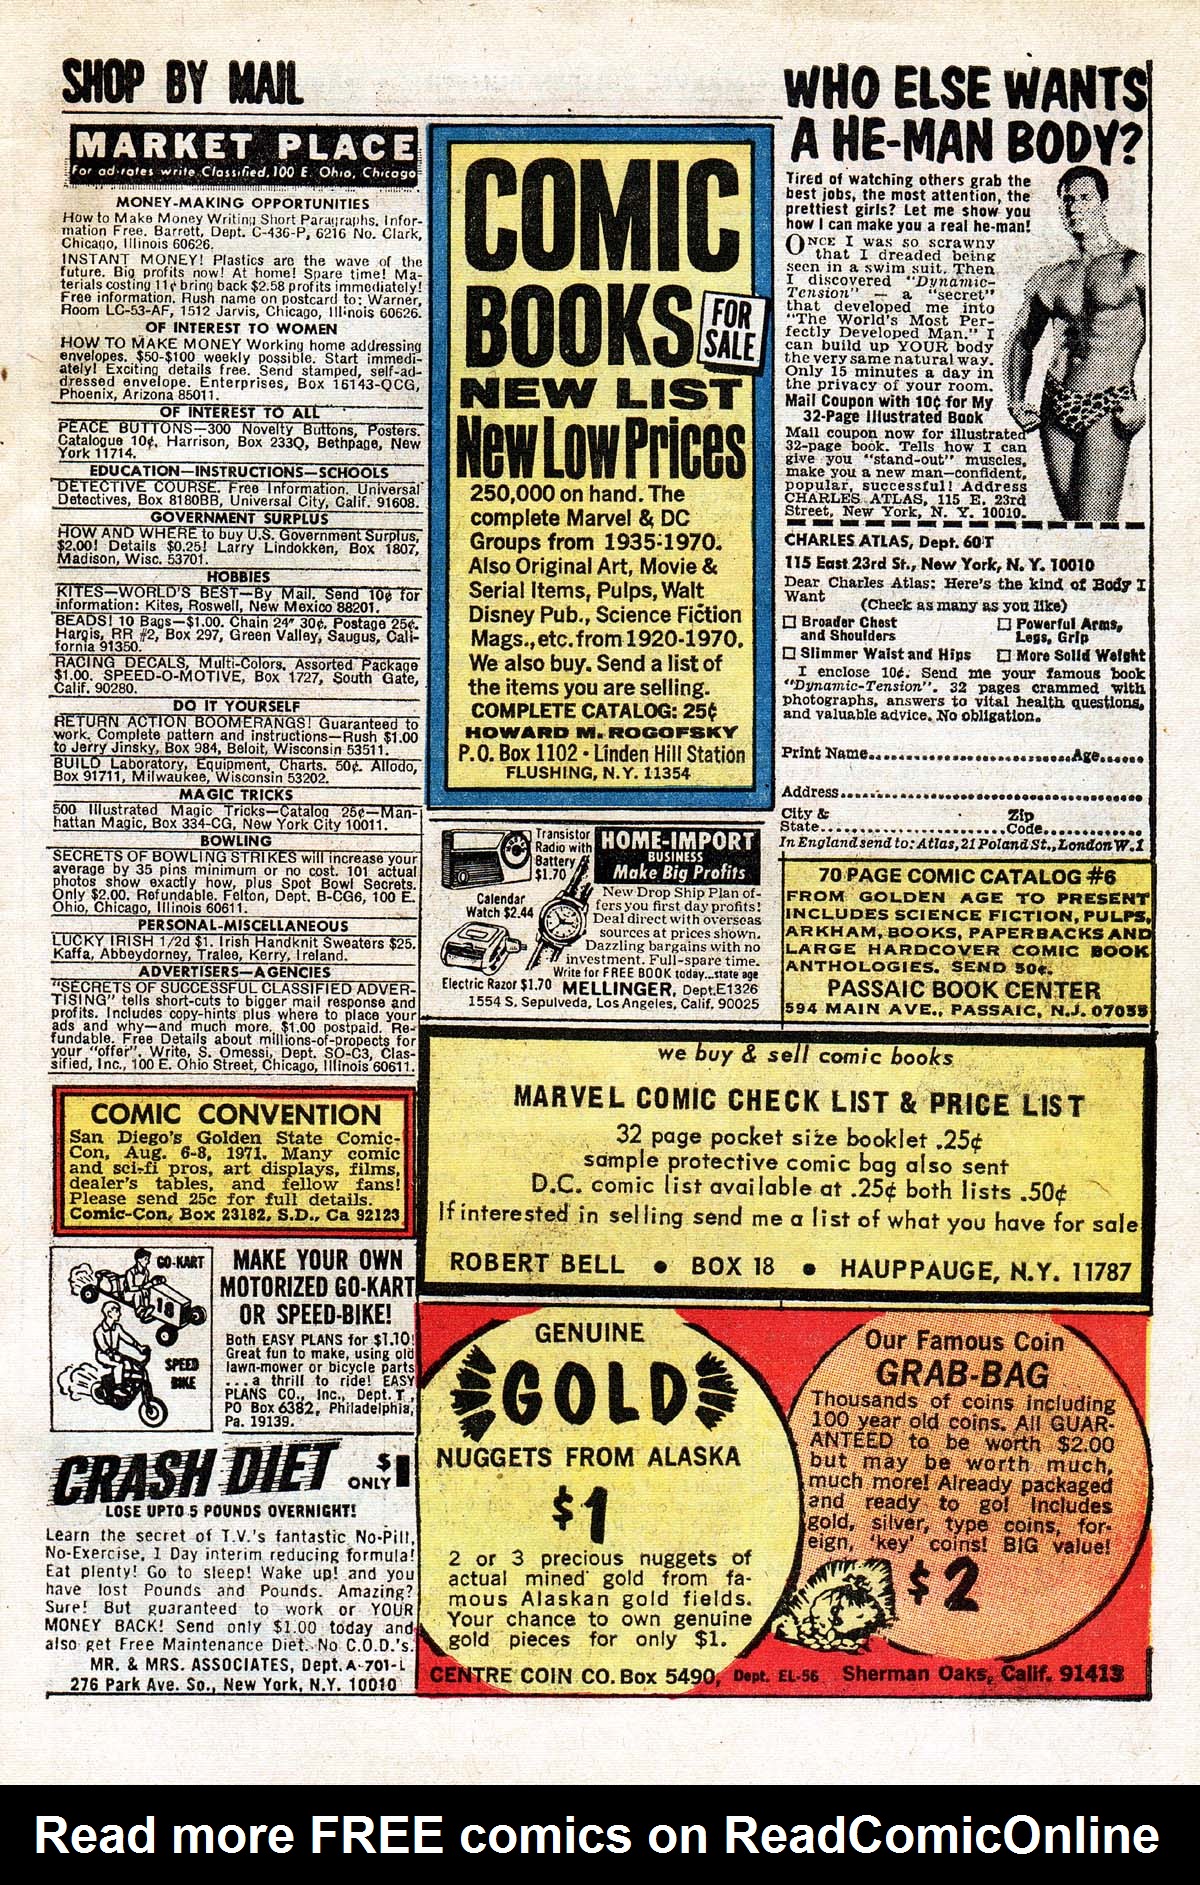 SHOP BY MAIL
MARKET PLACE
For ad rates write Classified, 100 E. Ohio, Chicago
MONEY-MAKING OPPORTUNITIES
How to Make Money Writing Short Paragraphs. Infor-
mation Free. Barrett, Dept. C-436-P, 6216 No. Clark,
Chicago, Illinois 60626.
INSTANT MONEY! Plastics are the wave of the
future. Big profits now! At home! Spare time! Ma-
terials costing 11¢ bring back $2.58 profits immediately!
Free information. Rush name on postcard to: Warner,
Room LC-53-AF, 1512 Jarvis, Chicago, Illinois 60626.
OF INTEREST TO WOMEN
HOW TO MAKE MONEY Working home addressing
envelopes. $50-$100 weekly possible. Start immedi-
ately! Exciting details free. Send stamped, self-ad-
dressed envelope. Enterprises, Box 16143-QCG,
Phoenix, Arizona 85011.
OF INTEREST TO ALL
PEACE BUTTONS—300 Novelty Buttons, Posters.
Catalogue 10¢, Harrison, Box 233Q, Bethpage, New
York 11714.
EDUCATION—INSTRUCTIONS—SCHOOLS
DETECTIVE COURSE. Free Information. Universal
Detectives, Box 8180BB, Universal City, Calif. 91608.
GOVERNMENT SURPLUS
HOW AND WHERE to buy U.S. Government Surplus,
$2.00! Details $0.25! Larry Lindokken, Box 1807,
Madison, Wisc. 53701.
HOBBIES
KITES—WORLD'S BEST—By Mail. Send 10¢ for
information: Kites, Roswell, New Mexico 88201.
BEADS! 10 Bags—$1.00. Chain 24" 30¢. Postage 25¢.
Hargis, RR #2, Box 297, Green Valley, Saugus, Cali-
fornia 91350.
RACING DECALS, Multi-Colors. Assorted Package
$1.00. SPEED-O-MOTIVE, Box 1727, South Gate,
Calif. 90280.
DO IT YOURSELF
RETURN ACTION BOOMERANGS! Guaranteed to
work. Complete pattern and instructions—Rush $1.00
to Jerry Jinsky, Box 984, Beloit, Wisconsin 53511.
BUILD Laboratory, Equipment, Charts. 50¢. Allodo,
Box 91711, Milwaukee, Wisconsin 53202.
MAGIC TRICKS
500 Illustrated Magic Tricks—Catalog 25¢—Man-
hattan Magic, Box 334-CG, New York City 10011.
BOWLING
SECRETS OF BOWLING STRIKES will increase your
average by 35 pins minimum or no cost. 101 actual
photos show exactly how, plus Spot Bowl Secrets.
Only $2.00. Refundable. Felton, Dept. B-CG6, 100 E.
Ohio, Chicago, Illinois 60611.
PERSONAL-MISCELLANEOUS
LUCKY IRISH 1/2d $1. Irish Handknit Sweaters $25.
Kaffa, Abbeydorney, Tralee, Kerry, Ireland.
ADVERTISERS—AGENCIES
"SECRETS OF SUCCESSFUL CLASSIFIED ADVER-
TISING" tells short-cuts to bigger mail response and
profits. Includes copy-hints plus where to place your
ads and why—and much more. $1.00 postpaid. Re-
fundable. Free Details about millions-of-propects for
your "offer". Write, S. Omessi, Dept. SO-C3, Clas-
sified, Inc., 100 E. Ohio Street, Chicago, Illinois 60611.
COMIC CONVENTION
San Diego's Golden State Comic-
Con, Aug. 6-8, 1971. Many comic
and sci-fi pros, art displays, films,
dealer's tables, and fellow fans!
Please send 25c for full details.
Comic-Con, Box 23182, S.D., Ca 92123
GO-KART
18
SPEED
BIKE
MAKE YOUR OWN
MOTORIZED GO-KART
OR SPEED-BIKE!
Both EASY PLANS for $1.10!
Great fun to make, using old
lawn-mower or bicycle parts
...a thrill to ride! EASY
PLANS CO., Inc., Dept. T,
PO Box 6382, Philadelphia,
Pa. 19139.
CRASH DIET $1
ONLY
LOSE UPTO 5 POUNDS OVERNIGHT!
Learn the secret of T.V.'s fantastic No-Pill,
No-Exercise, 1 Day interim reducing formula!
Eat plenty! Go to sleep! Wake up! and you
have lost Pounds and Pounds. Amazing?
Sure! But guaranteed to work or YOUR
MONEY BACK! Send only $1.00 today and
also get Free Maintenance Diet. No C.O.D.'s.
MR. & MRS. ASSOCIATES, Dept. A-701-L
276 Park Ave. So., New York, N.Y. 10010
COMIC
BOOKS
FOR
SALE
NEW LIST
New Low Prices
250,000 on hand. The
complete Marvel & DC
Groups from 1935-1970.
Also Original Art, Movie &
Serial Items, Pulps, Walt
Disney Pub., Science Fiction
Mags., etc. from 1920-1970.
We also buy. Send a list of
the items you are selling.
COMPLETE CATALOG: 25¢
HOWARD M. ROGOFSKY
P.O. Box 1102 • Linden Hill Station
FLUSHING, N.Y. 11354
Transistor
Radio with
Battery
$1.70
Calendar
Watch $2.44
Electric Razor $1.70
HOME-IMPORT
BUSINESS
Make Big Profits
New Drop Ship Plan of-
fers you first day profits!
Deal direct with overseas
sources at prices shown.
Dazzling bargains with no
investment. Full-spare time.
Write for FREE BOOK today...state age
MELLINGER, Dept.E1326
1554 S. Sepulveda, Los Angeles, Calif. 90025
WHO ELSE WANTS
A HE-MAN BODY?
Tired of watching others grab the
best jobs, the most attention, the
prettiest girls? Let me show you
how I can make you a real he-man!
ONCE I was so scrawny
that I dreaded being
seen in a swim suit. Then
I discovered "Dynamic-
Tension" — a "secret"
that developed me into
"The World's Most Per-
fectly Developed Man." I
can build up YOUR body
the very same natural way.
Only 15 minutes a day in
the privacy of your room.
Mail Coupon with 10¢ for My
32-Page Illustrated Book
Mail coupon now for illustrated
32-page book. Tells how I can
give you "stand-out" muscles,
make you a new man—confident,
popular, successful! Address
CHARLES ATLAS, 115 E. 23rd
Street, New York, N. Y. 10010.
CHARLES ATLAS, Dept. 60T
115 East 23rd St., New York, N. Y. 10010
Dear Charles Atlas: Here's the kind of Body I
Want
(Check as many as you like)
☐ Broader Chest and Shoulders ☐ Powerful Arms, Legs, Grip
☐ Slimmer Waist and Hips ☐ More Solid Weight
I enclose 10¢. Send me your famous book
"Dynamic-Tension". 32 pages crammed with
photographs, answers to vital health questions,
and valuable advice. No obligation.
Print Name....................Age......
Address..............................
City & State.................... Zip Code.............
In England send to: Atlas, 21 Poland St., London W.1
70 PAGE COMIC CATALOG #6
FROM GOLDEN AGE TO PRESENT
INCLUDES SCIENCE FICTION, PULPS,
ARKHAM, BOOKS, PAPERBACKS AND
LARGE HARDCOVER COMIC BOOK
ANTHOLOGIES. SEND 50¢.
PASSAIC BOOK CENTER
594 MAIN AVE., PASSAIC, N.J. 07055
we buy & sell comic books
MARVEL COMIC CHECK LIST & PRICE LIST
32 page pocket size booklet .25¢
sample protective comic bag also sent
D.C. comic list available at .25¢ both lists .50¢
If interested in selling send me a list of what you have for sale
ROBERT BELL • BOX 18 • HAUPPAUGE, N.Y. 11787
GENUINE
GOLD
NUGGETS FROM ALASKA
$1
2 or 3 precious nuggets of
actual mined gold from fa-
mous Alaskan gold fields.
Your chance to own genuine
gold pieces for only $1.
Our Famous Coin
GRAB-BAG
Thousands of coins including
100 year old coins. All GUAR-
ANTEED to be worth $2.00
but may be worth much,
much more! Already packaged
and ready to go! Includes
gold, silver, type coins, for-
eign, 'key' coins! BIG value!
$2
CENTRE COIN CO. Box 5490, Dept. EL-56 Sherman Oaks, Calif. 91413
Read more FREE comics on ReadComicOnline